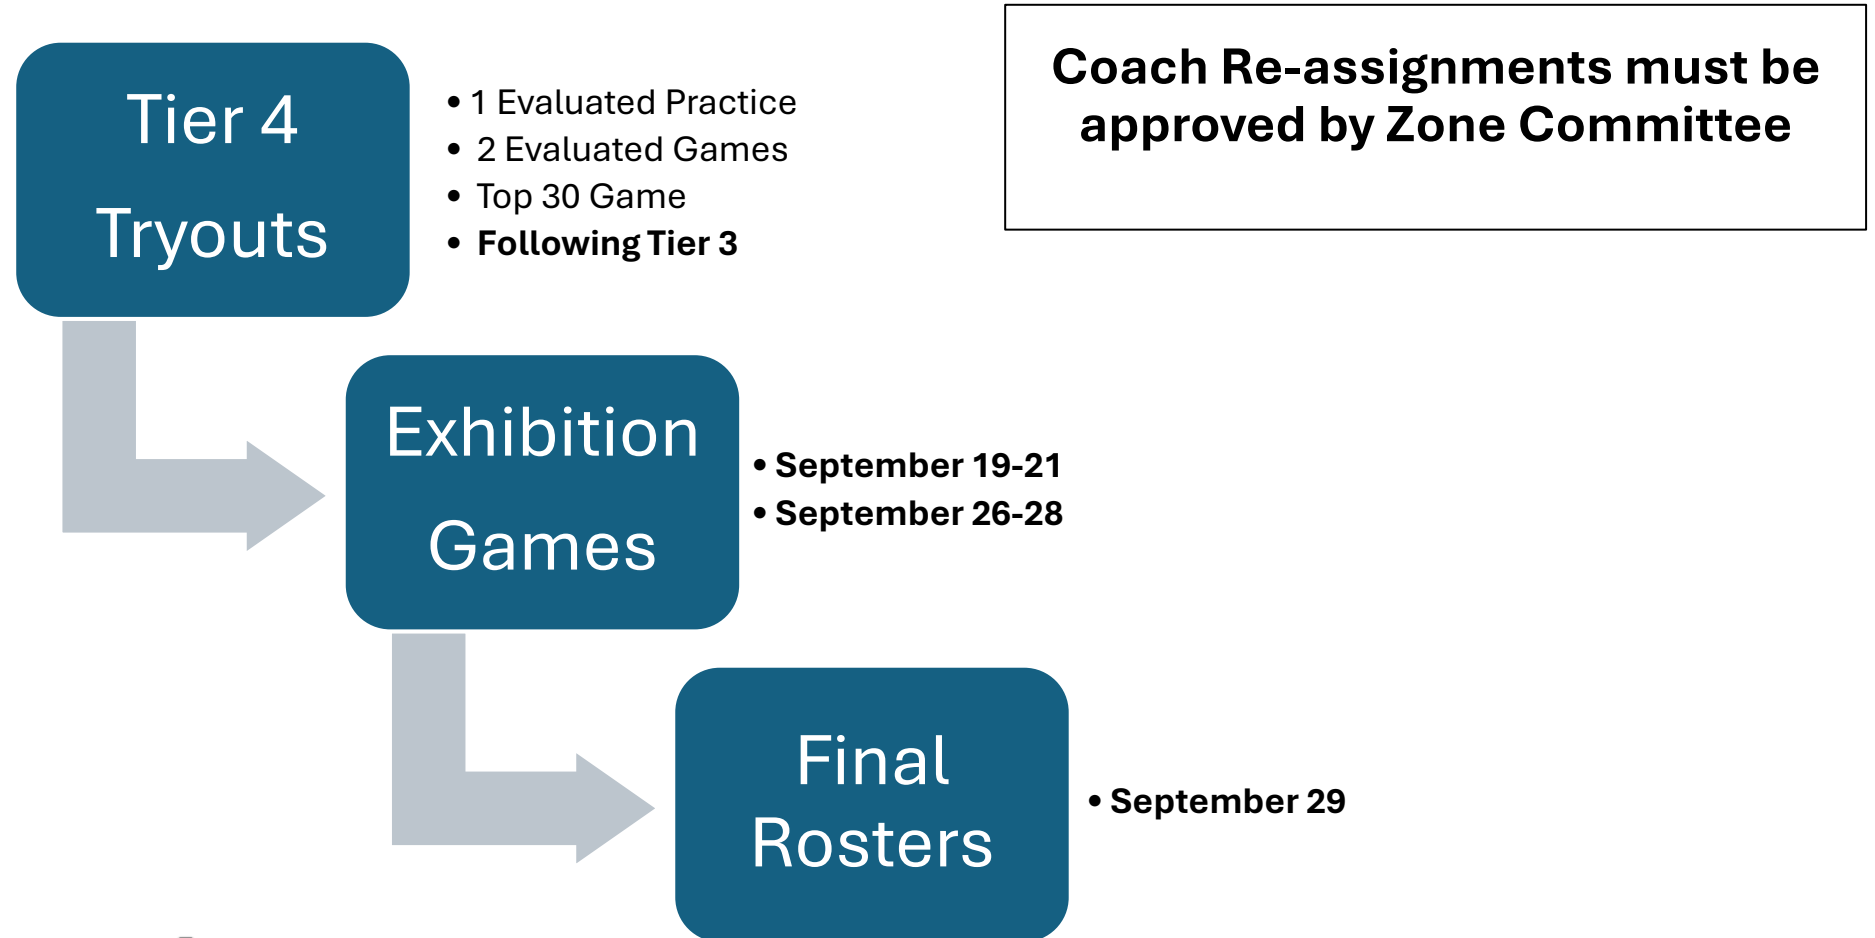 Tier 4
Tryouts
• 1 Evaluated Practice
• 2 Evaluated Games
• Top 30 Game
• Following Tier 3
Coach Re-assignments must be
approved by Zone Committee
Exhibition
Games
• September 19-21
• September 26-28
Final
Rosters
• September 29